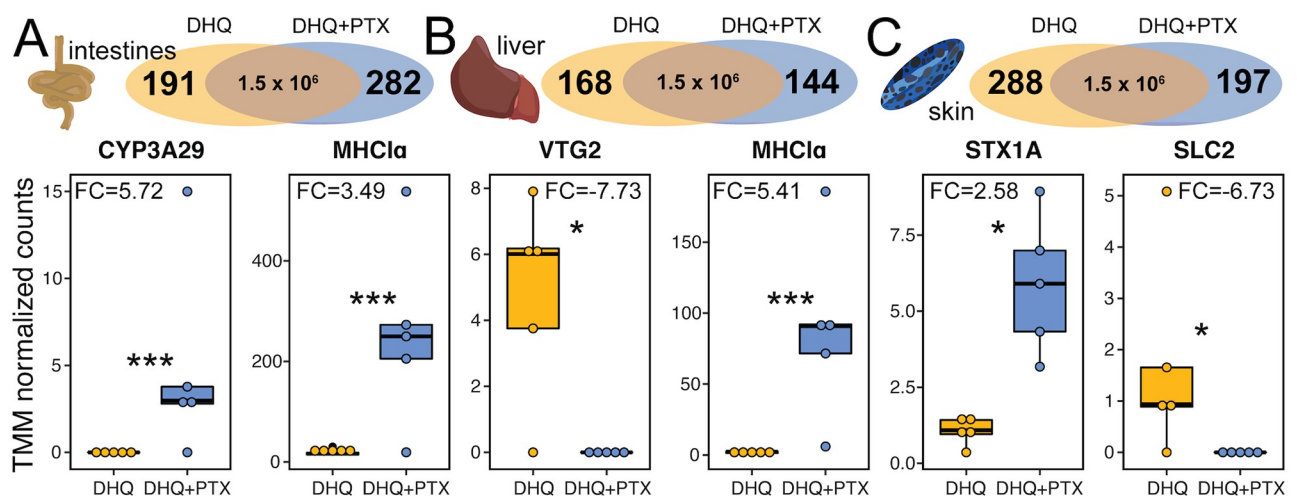 A
intestines
DHQ
DHQ+PTX
191
1.5 x 10⁶
282
B
liver
DHQ
DHQ+PTX
168
1.5 x 10⁶
144
C
skin
DHQ
DHQ+PTX
288
1.5 x 10⁶
197
TMM normalized counts
CYP3A29
FC=5.72
15
10
5
0
***
DHQ
DHQ+PTX
MHCIα
FC=3.49
400
200
0
***
DHQ
DHQ+PTX
VTG2
FC=-7.73
8
6
4
2
0
*
DHQ
DHQ+PTX
MHCIα
FC=5.41
150
100
50
0
***
DHQ
DHQ+PTX
STX1A
FC=2.58
7.5
5.0
2.5
0.0
*
DHQ
DHQ+PTX
SLC2
FC=-6.73
5
4
3
2
1
0
*
DHQ
DHQ+PTX